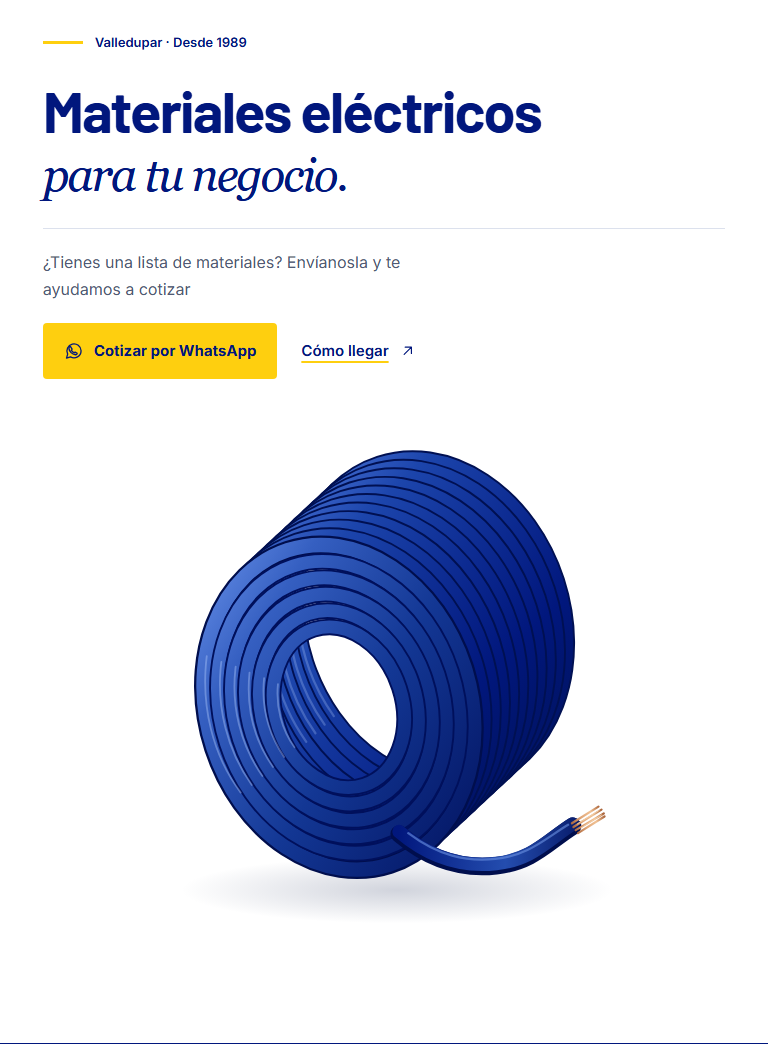 Valledupar · Desde 1989
Materiales eléctricos
para tu negocio.
¿Tienes una lista de materiales? Envíanosla y te
ayudamos a cotizar
Cotizar por WhatsApp
Cómo llegar